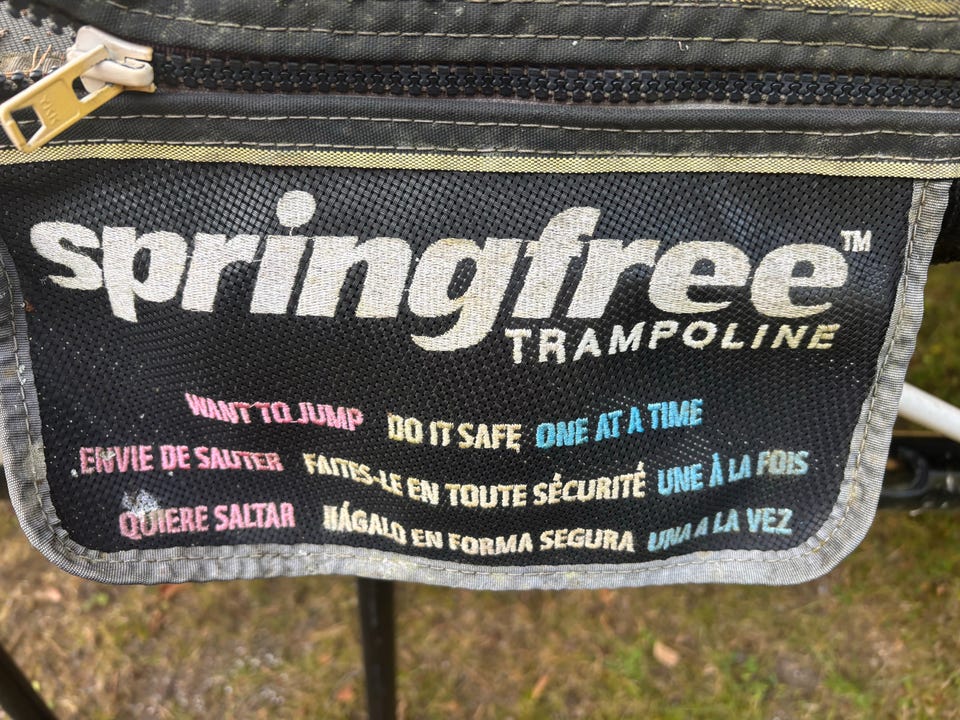 YKK
springfree™
TRAMPOLINE
WANT TO JUMP DO IT SAFE ONE AT A TIME
ENVIE DE SAUTER FAITES-LE EN TOUTE SÉCURITÉ UNE À LA FOIS
QUIERE SALTAR HÁGALO EN FORMA SEGURA UNA A LA VEZ